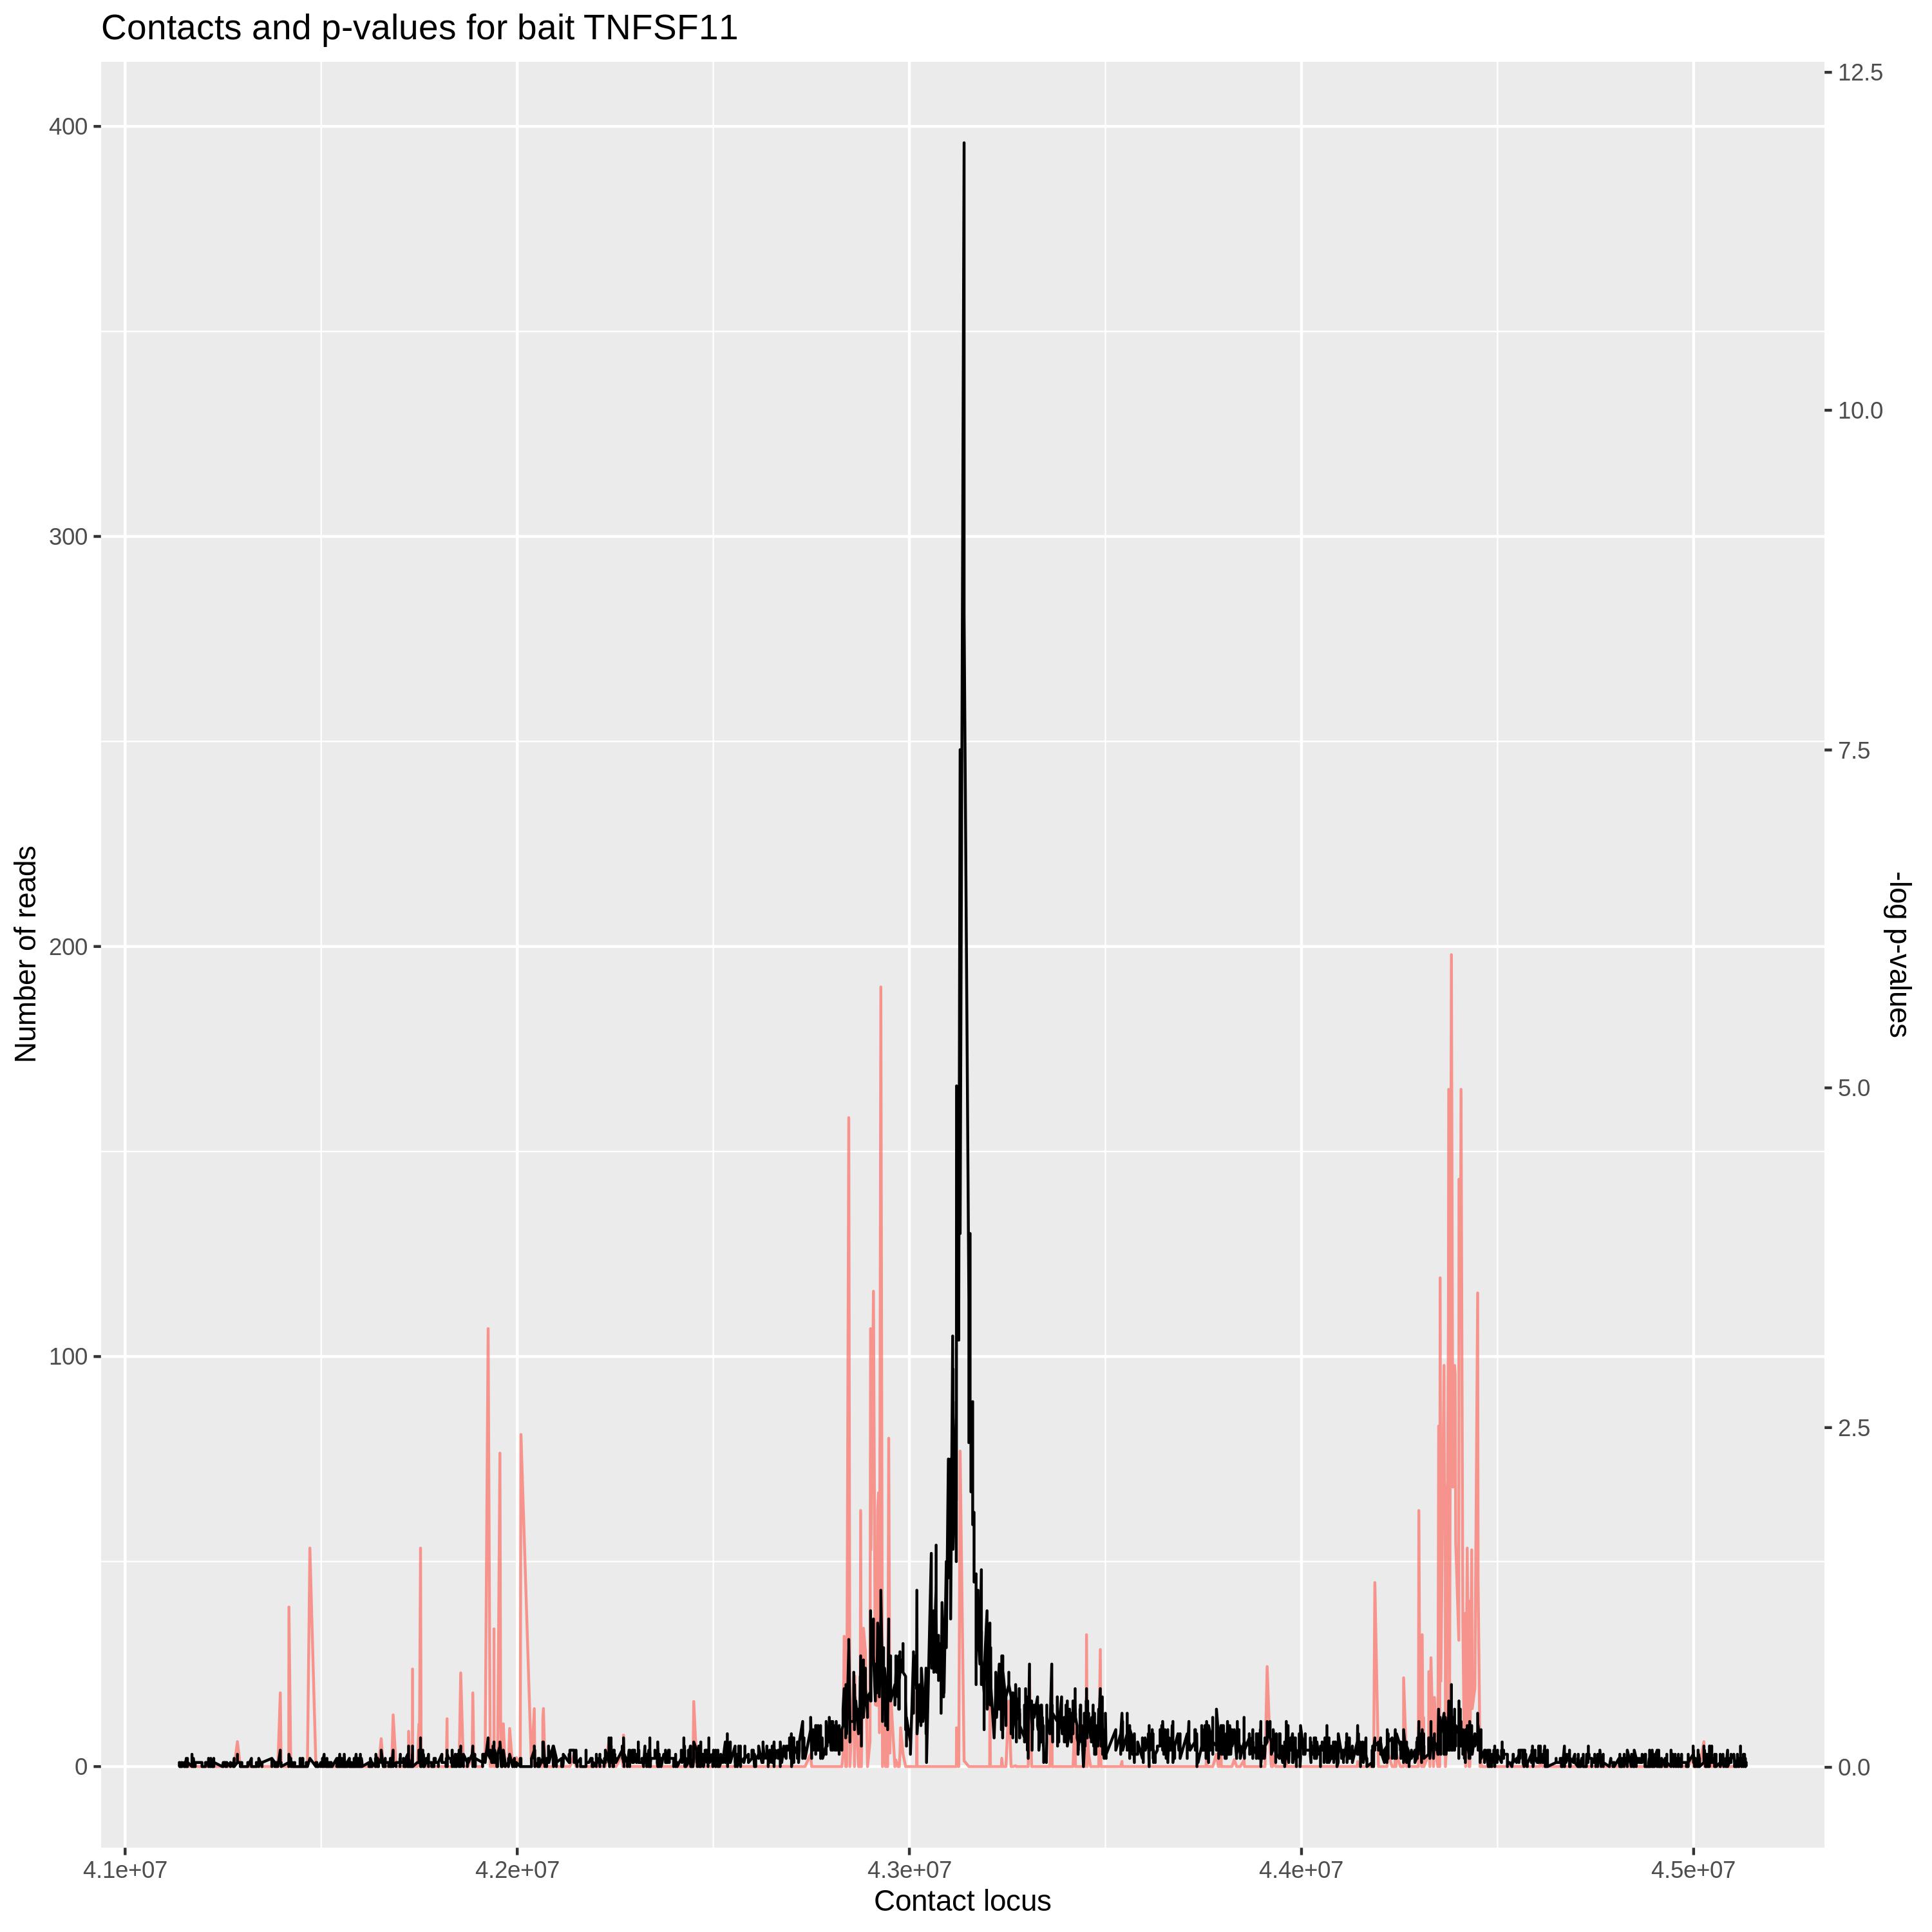 Contacts and p-values for bait TNFSF11
400
300
200
100
0
Number of reads
12.5
10.0
7.5
5.0
2.5
0.0
-log p-values
4.1e+07 4.2e+07 4.3e+07 4.4e+07 4.5e+07
Contact locus